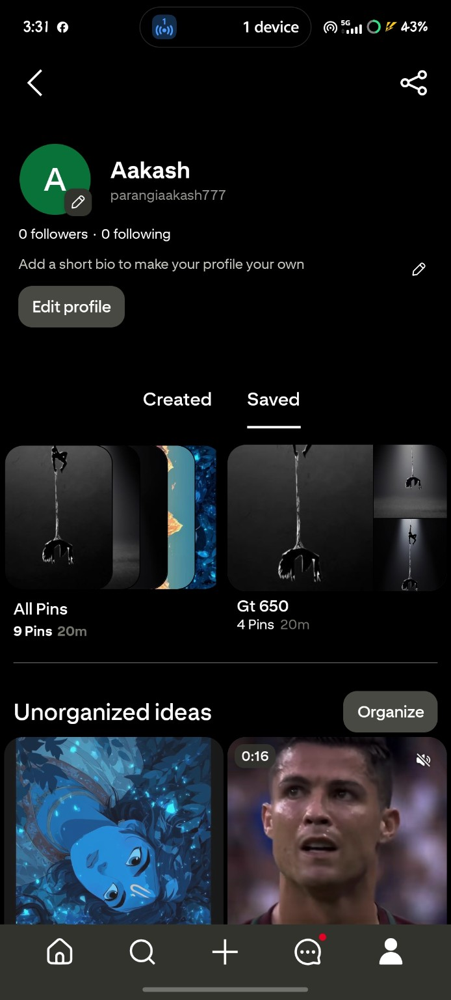 3:31
1
1 device
5G
43%
A
Aakash
parangiaakash777
0 followers · 0 following
Add a short bio to make your profile your own
Edit profile
Created
Saved
All Pins
9 Pins 20m
Gt 650
4 Pins 20m
Unorganized ideas
Organize
0:16